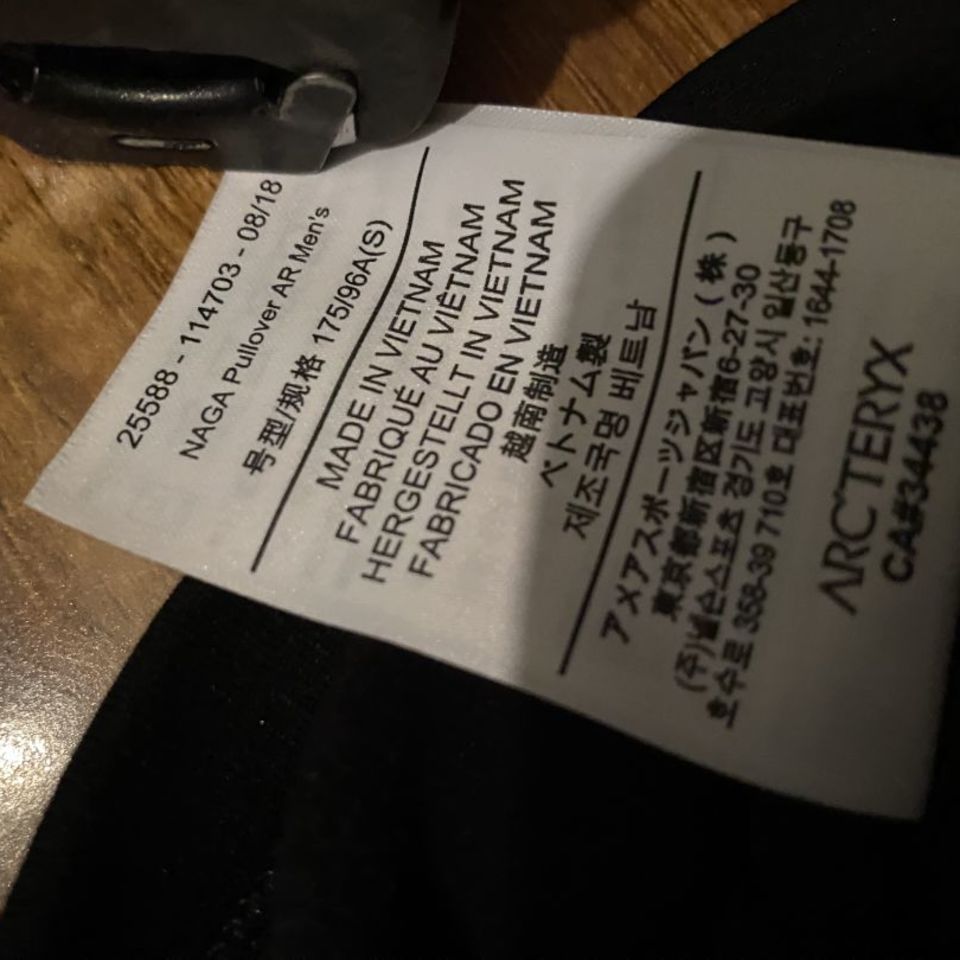 25588 - 114703 - 08/18
NAGA Pullover AR Men's
号型/规格 175/96A(S)
MADE IN VIETNAM
FABRIQUÉ AU VIÊTNAM
HERGESTELLT IN VIETNAM
FABRICADO EN VIETNAM
越南制造
ベトナム製
제조국명 베트남
アメアスポーツジャパン(株)
東京都新宿区新宿6-27-30
(주)넬슨스포츠 경기도 고양시 일산동구
호수로 358-39 710호 대표번호: 1644-1708
ARC'TERYX
CA#34438